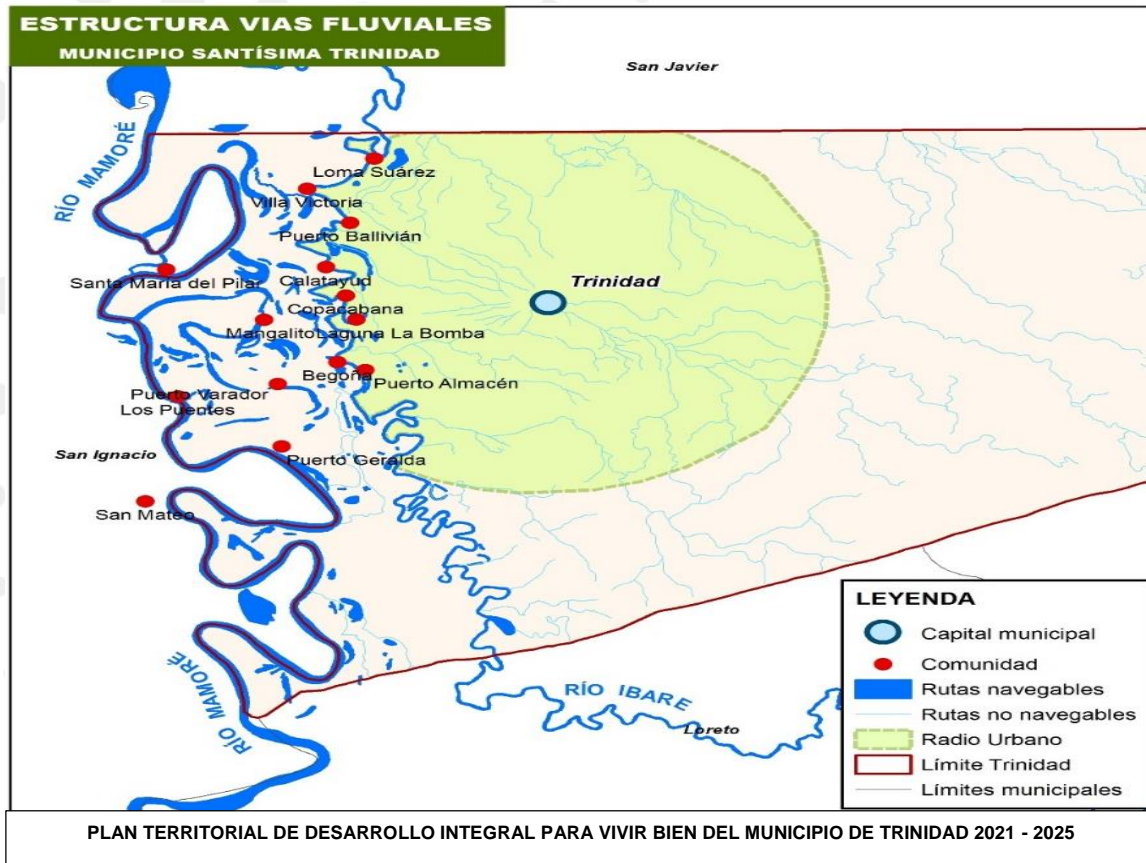 ESTRUCTURA VIAS FLUVIALES
MUNICIPIO SANTÍSIMA TRINIDAD
San Javier
RÍO MAMORÉ
Loma Suárez
Villa Victoria
Puerto Ballivián
Santa María del Pilar
Calatayud
Trinidad
Copacabana
Mangalito
Laguna La Bomba
Begoña
Puerto Almacén
Puerto Varador
Los Puentes
San Ignacio
Puerto Geralda
San Mateo
RÍO MAMORÉ
RÍO IBARE
Loreto
LEYENDA
Capital municipal
Comunidad
Rutas navegables
Rutas no navegables
Radio Urbano
Límite Trinidad
Límites municipales
PLAN TERRITORIAL DE DESARROLLO INTEGRAL PARA VIVIR BIEN DEL MUNICIPIO DE TRINIDAD 2021 - 2025